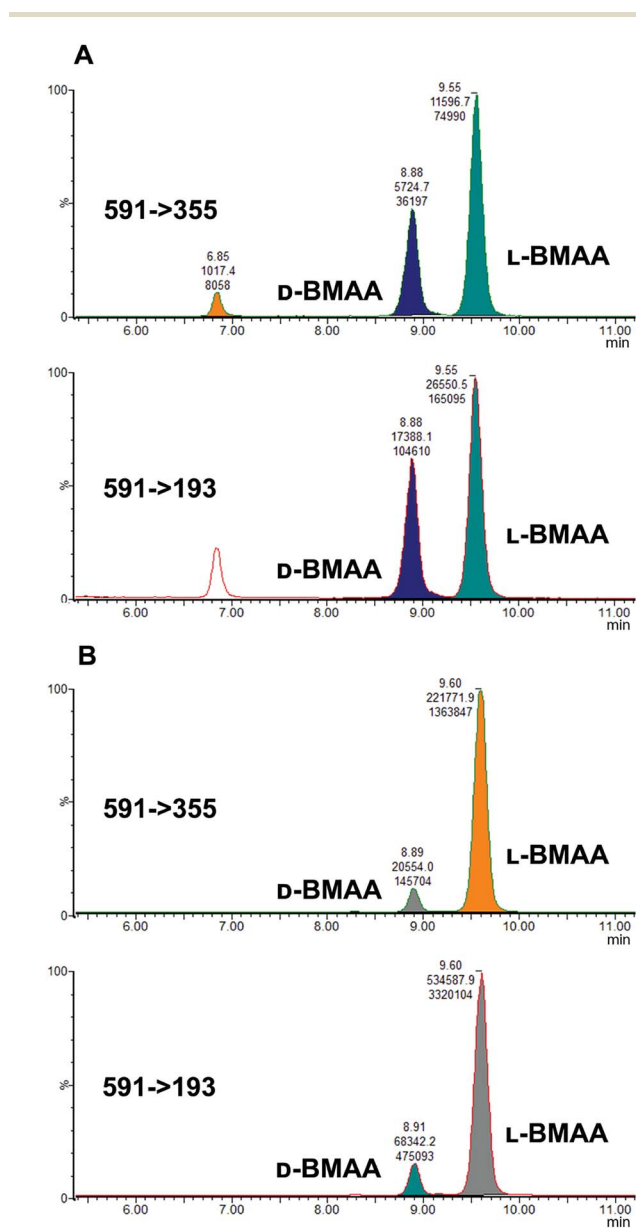 A
100
%
0
591->355
6.85
1017.4
8058
D-BMAA
8.88
5724.7
36197
9.55
11596.7
74990
L-BMAA
6.00 7.00 8.00 9.00 10.00 11.00
min
100
%
0
591->193
D-BMAA
8.88
17388.1
104610
9.55
26550.5
165095
L-BMAA
6.00 7.00 8.00 9.00 10.00 11.00
min
B
100
%
0
591->355
D-BMAA
8.89
20554.0
145704
9.60
221771.9
1363847
L-BMAA
6.00 7.00 8.00 9.00 10.00 11.00
min
100
%
0
591->193
D-BMAA
8.91
68342.2
475093
9.60
534587.9
3320104
L-BMAA
6.00 7.00 8.00 9.00 10.00 11.00
min